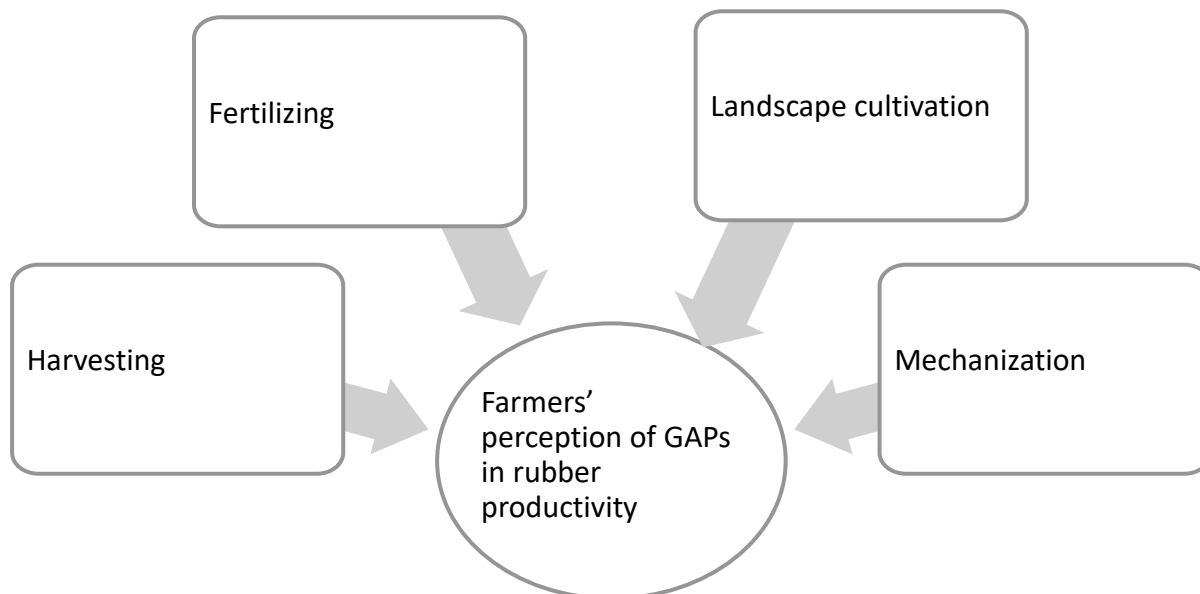 Fertilizing
Landscape cultivation
Harvesting
Mechanization
Farmers’
perception of GAPs
in rubber
productivity